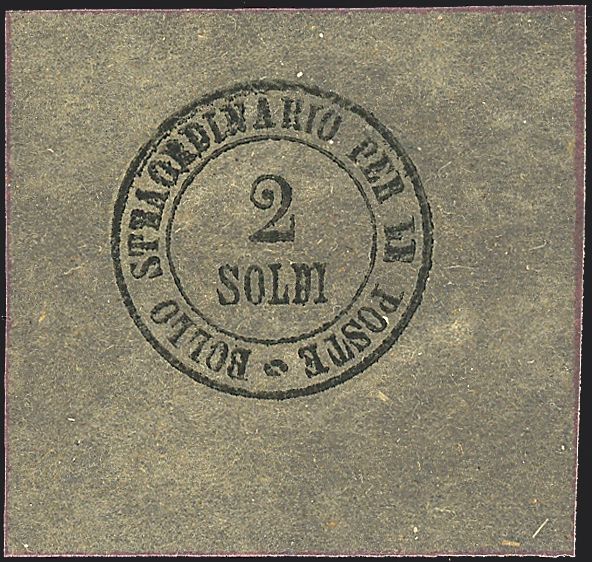 BOLLO STRAORDINARIO PER LE POSTE
2
SOLDI